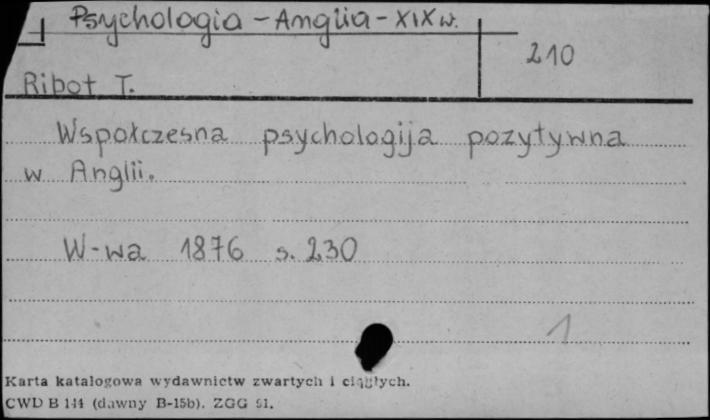 Psychologia - Anglia - XIX w.
210
Ribot T.
Współczesna psychologija pozytywna
w Anglii.
W-wa 1876 s. 230
1
Karta katalogowa wydawnictw zwartych i ciągłych.
CWD B 144 (dawny B-15b). ZGG 91.